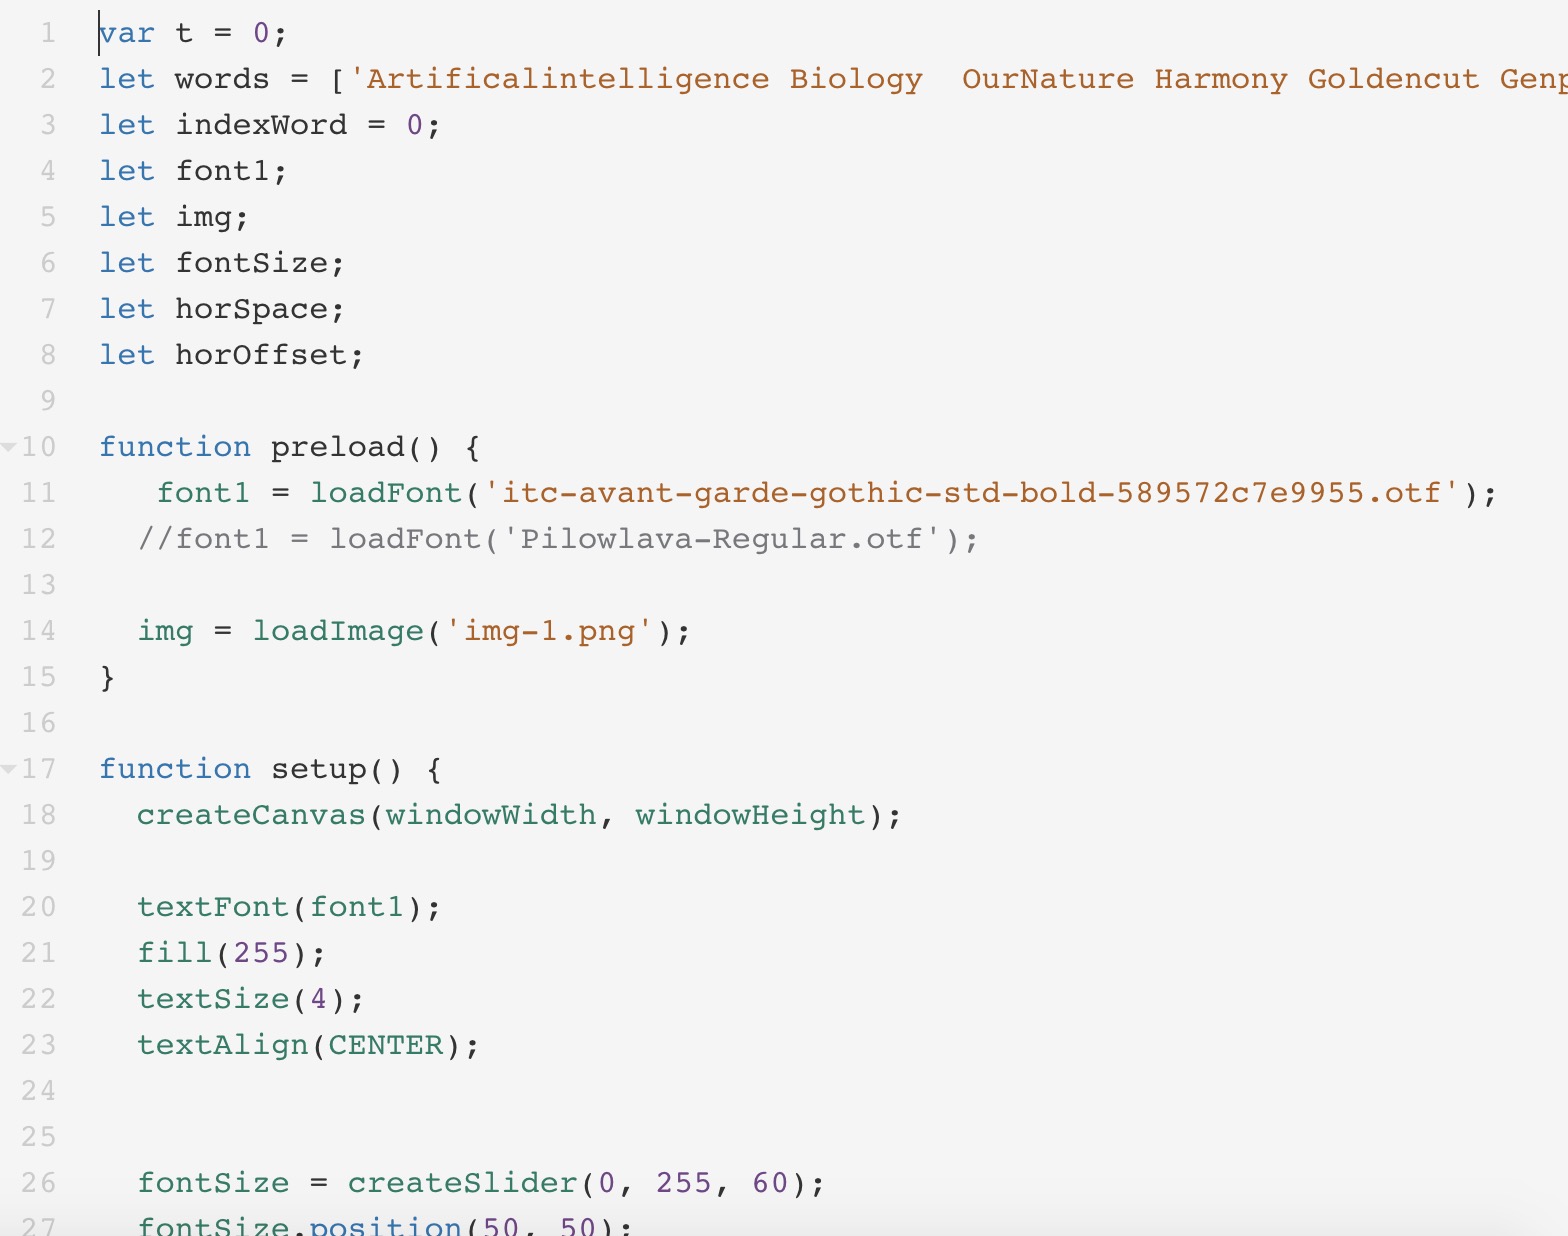 1 var t = 0;
2 let words = ['Artificalintelligence Biology  OurNature Harmony Goldencut
3 let indexWord = 0;
4 let font1;
5 let img;
6 let fontSize;
7 let horSpace;
8 let horOffset;
9
10 function preload() {
11    font1 = loadFont('itc-avant-garde-gothic-std-bold-589572c7e9955.otf');
12   //font1 = loadFont('Pilowlava-Regular.otf');
13
14   img = loadImage('img-1.png');
15 }
16
17 function setup() {
18   createCanvas(windowWidth, windowHeight);
19
20   textFont(font1);
21   fill(255);
22   textSize(4);
23   textAlign(CENTER);
24
25
26   fontSize = createSlider(0, 255, 60);
27   fontSize.position(50, 50);